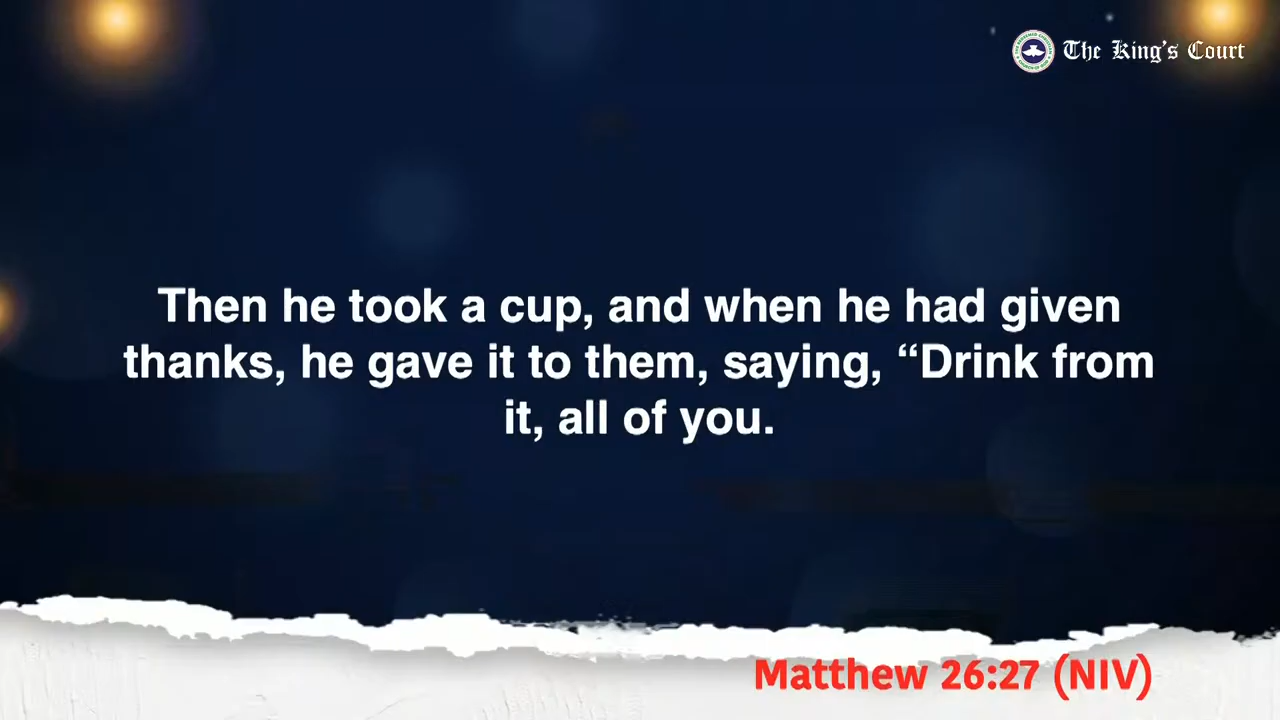 The King's Court
Then he took a cup, and when he had given
thanks, he gave it to them, saying, “Drink from
it, all of you.
Matthew 26:27 (NIV)